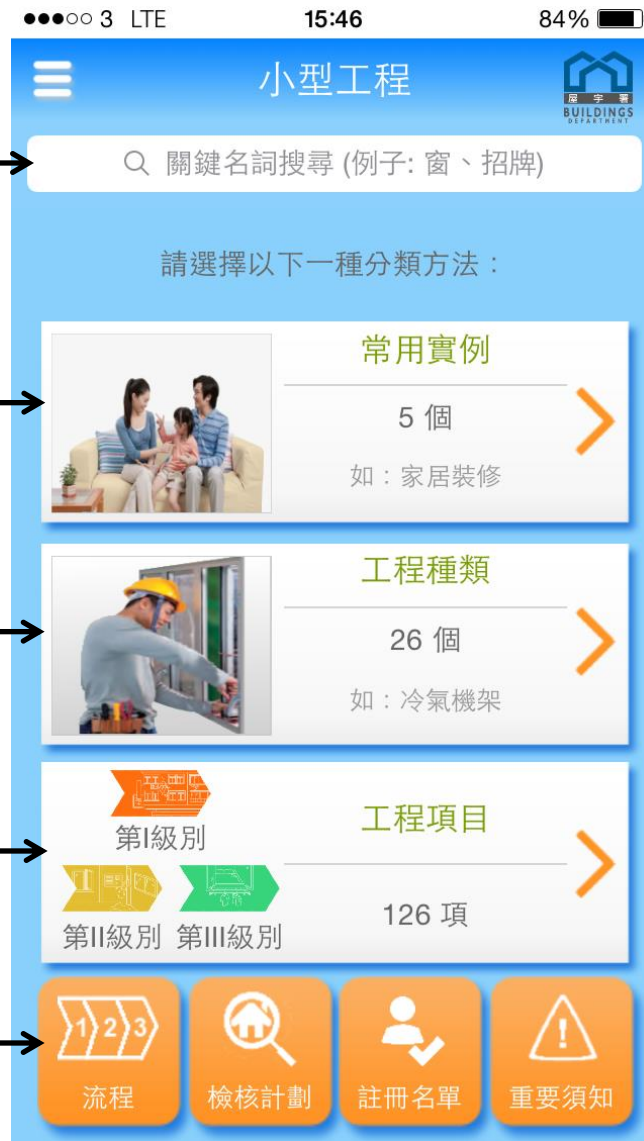 3 LTE 15:46 84%
小型工程
屋宇署
BUILDINGS
DEPARTMENT
關鍵名詞搜尋 (例子: 窗、招牌)
請選擇以下一種分類方法：
常用實例
5 個
如：家居裝修
工程種類
26 個
如：冷氣機架
第I級別
第II級別 第III級別
工程項目
126 項
1 2 3
流程 檢核計劃 註冊名單 重要須知